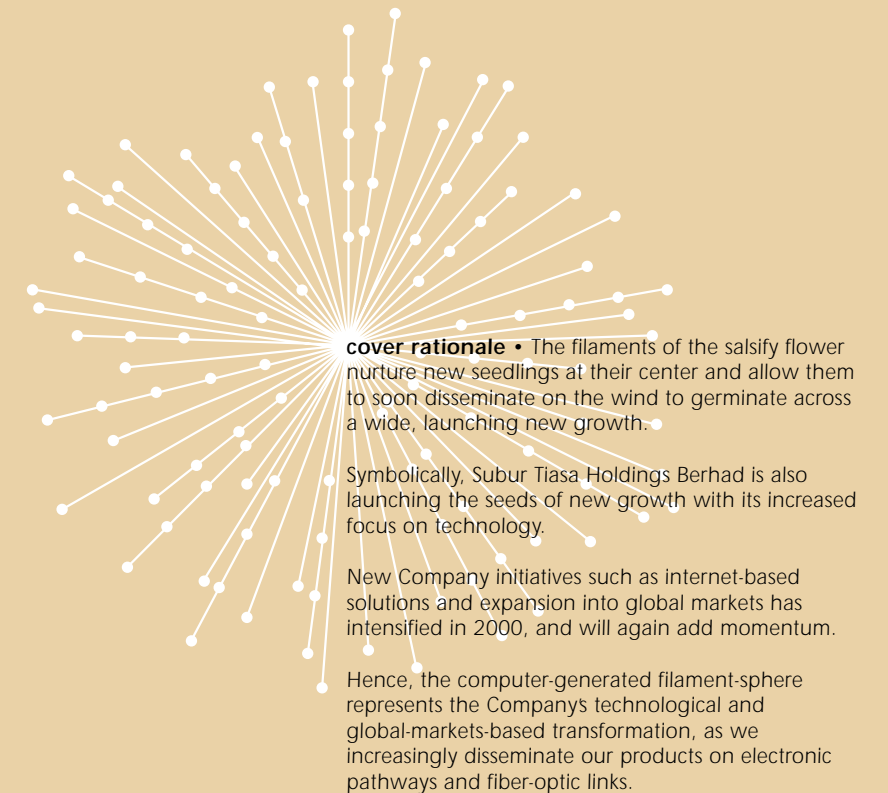 cover rationale • The filaments of the salsify flower
nurture new seedlings at their center and allow them
to soon disseminate on the wind to germinate across
a wide, launching new growth.
Symbolically, Subur Tiasa Holdings Berhad is also
launching the seeds of new growth with its increased
focus on technology.
New Company initiatives such as internet-based
solutions and expansion into global markets has
intensified in 2000, and will again add momentum.
Hence, the computer-generated filament-sphere
represents the Company's technological and
global-markets-based transformation, as we
increasingly disseminate our products on electronic
pathways and fiber-optic links.